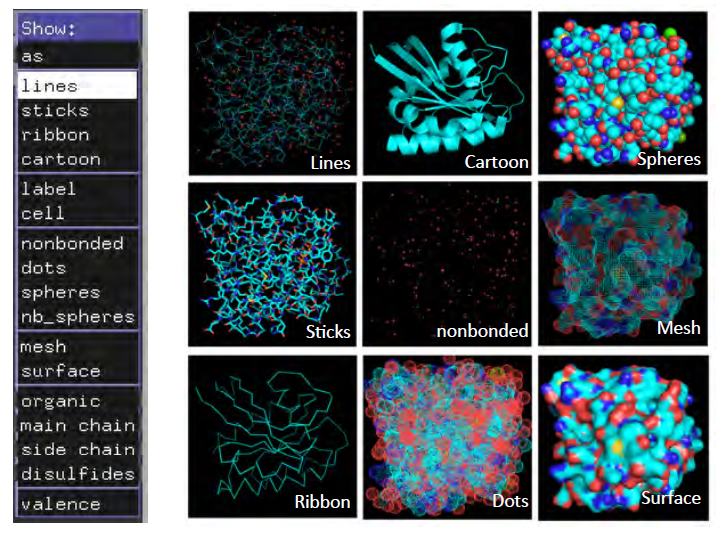 Show:
as
lines
sticks
ribbon
cartoon
label
cell
nonbonded
dots
spheres
nb_spheres
mesh
surface
organic
main chain
side chain
disulfides
valence
Lines
Cartoon
Spheres
Sticks
nonbonded
Mesh
Ribbon
Dots
Surface